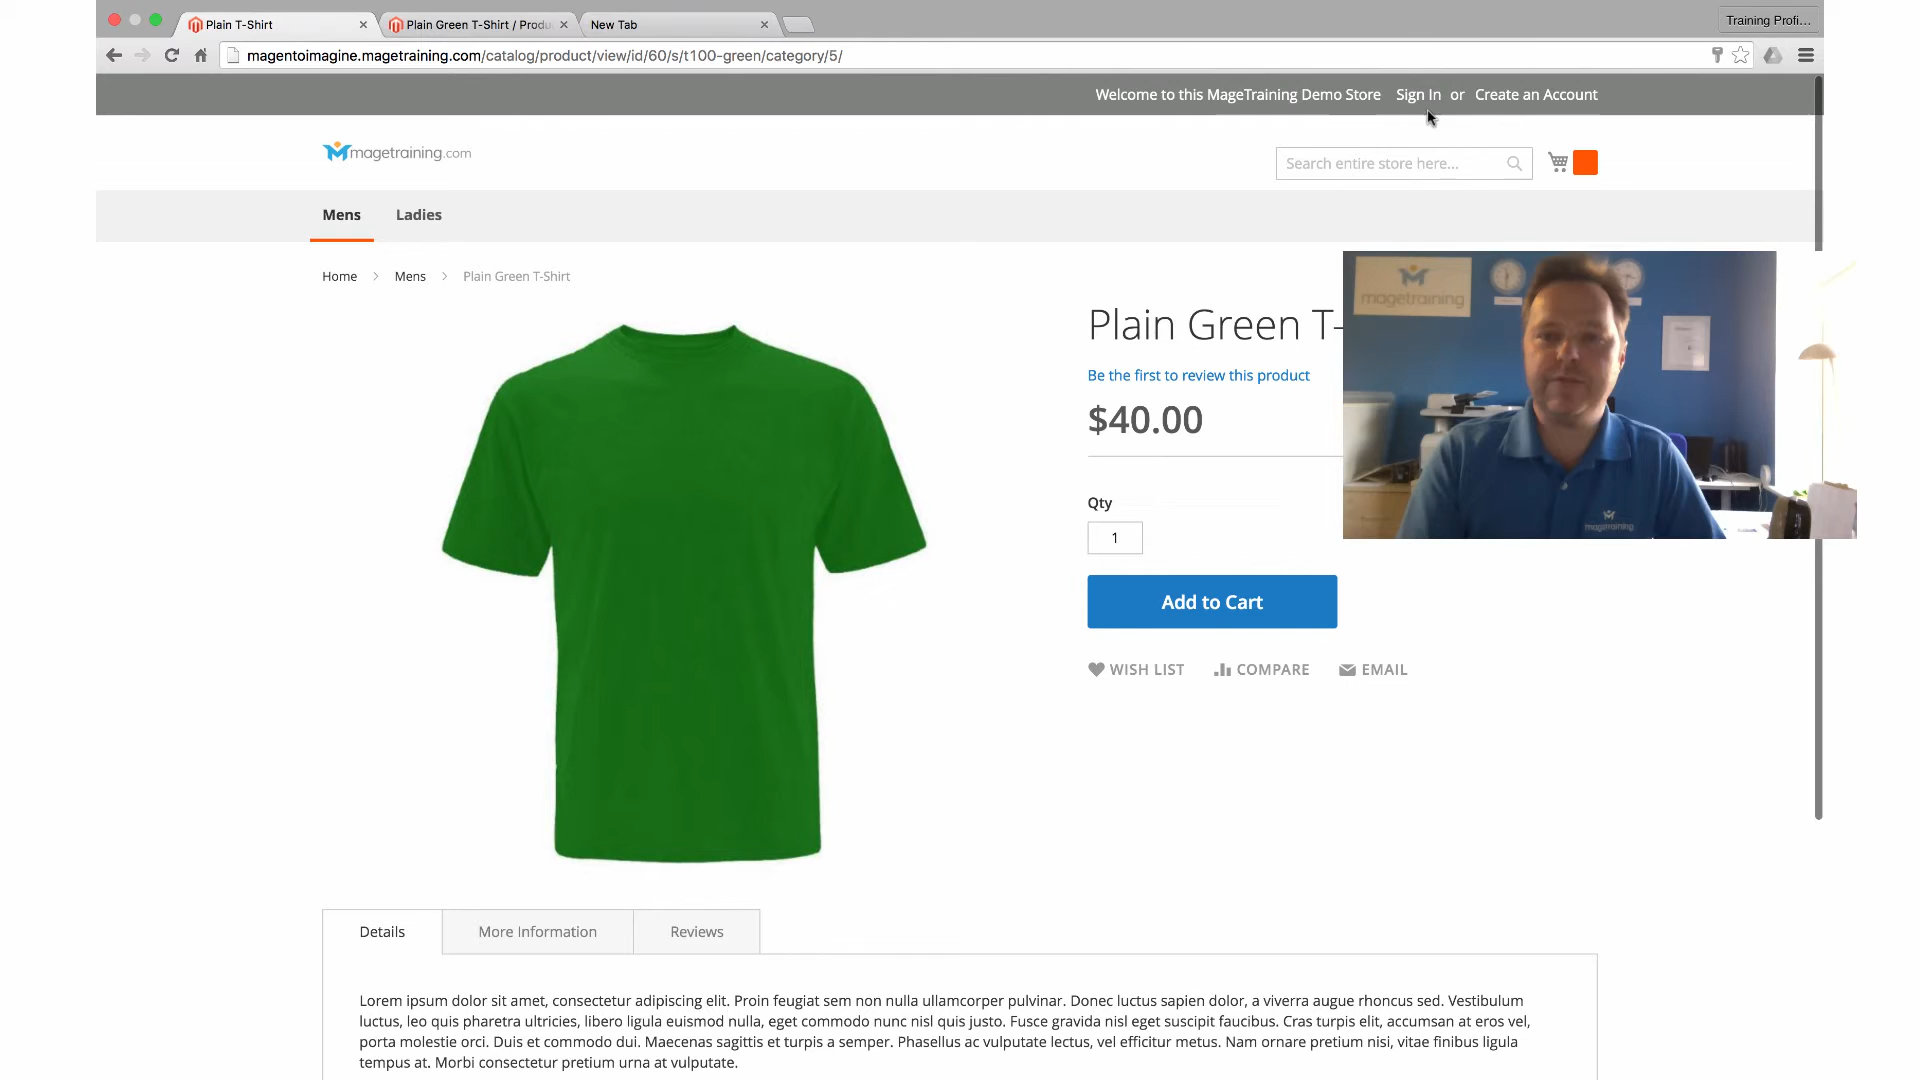 Plain T-Shirt
Plain Green T-Shirt / Produ
New Tab
Training Profi...
magentoimagine.magetraining.com/catalog/product/view/id/60/s/t100-green/category/5/
Welcome to this MageTraining Demo Store Sign In or Create an Account
magetraining.com
Search entire store here...
Mens Ladies
Home Mens Plain Green T-Shirt
magetraining
Plain Green T-
Be the first to review this product
$40.00
Qty
1
magetraining
Add to Cart
WISH LIST COMPARE EMAIL
Details More Information Reviews
Lorem ipsum dolor sit amet, consectetur adipiscing elit. Proin feugiat sem non nulla ullamcorper pulvinar. Donec luctus sapien dolor, a viverra augue rhoncus sed. Vestibulum
luctus, leo quis pharetra ultricies, libero ligula euismod nulla, eget commodo nunc nisl quis justo. Fusce gravida nisl eget suscipit faucibus. Cras turpis elit, accumsan at eros vel,
porta molestie orci. Duis et commodo dui. Maecenas sagittis et turpis a semper. Phasellus ac vulputate lectus, vel efficitur metus. Nam ornare pretium nisi, vitae finibus ligula
tempus at. Morbi consectetur pretium urna at vulputate.